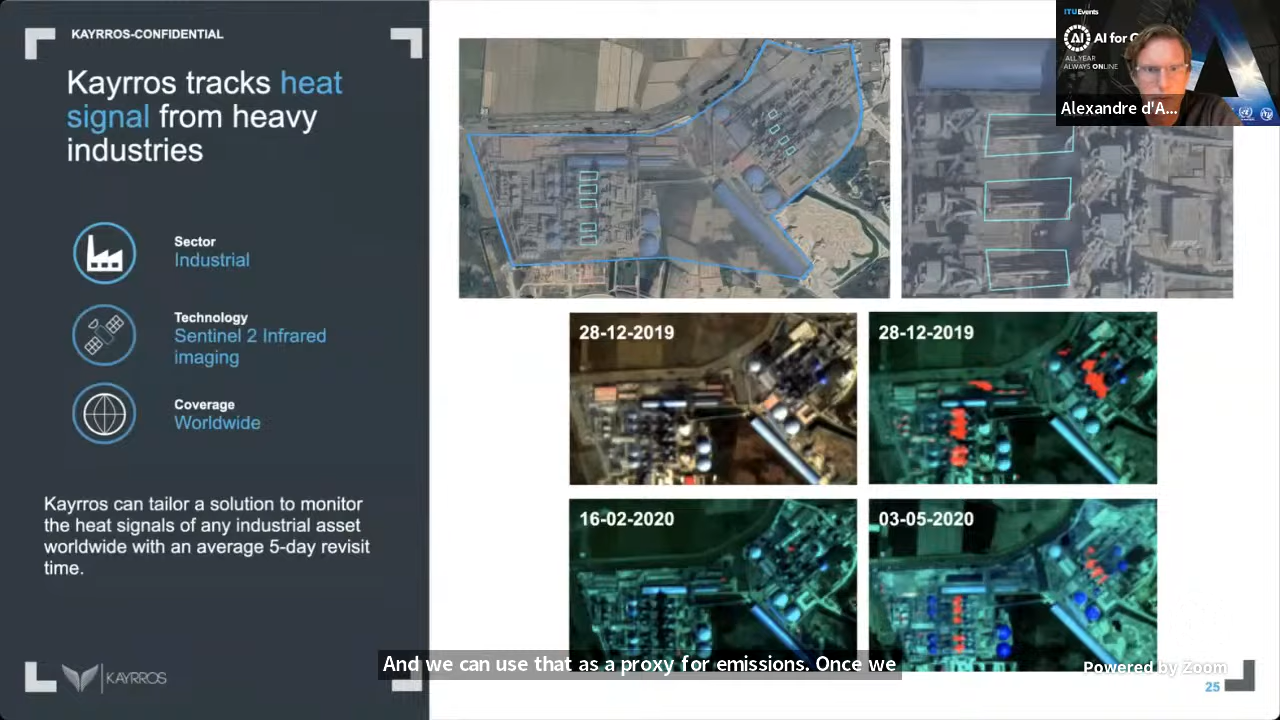 KAYRROS-CONFIDENTIAL
Kayrros tracks heat
signal from heavy
industries
Sector
Industrial
Technology
Sentinel 2 Infrared
imaging
Coverage
Worldwide
Kayrros can tailor a solution to monitor
the heat signals of any industrial asset
worldwide with an average 5-day revisit
time.
KAYRROS
28-12-2019
28-12-2019
16-02-2020
03-05-2020
ITUEvents
AI
AI for
ALL YEAR
ALWAYS ONLINE
Alexandre d'A...
And we can use that as a proxy for emissions. Once we
Powered by Zoom
25